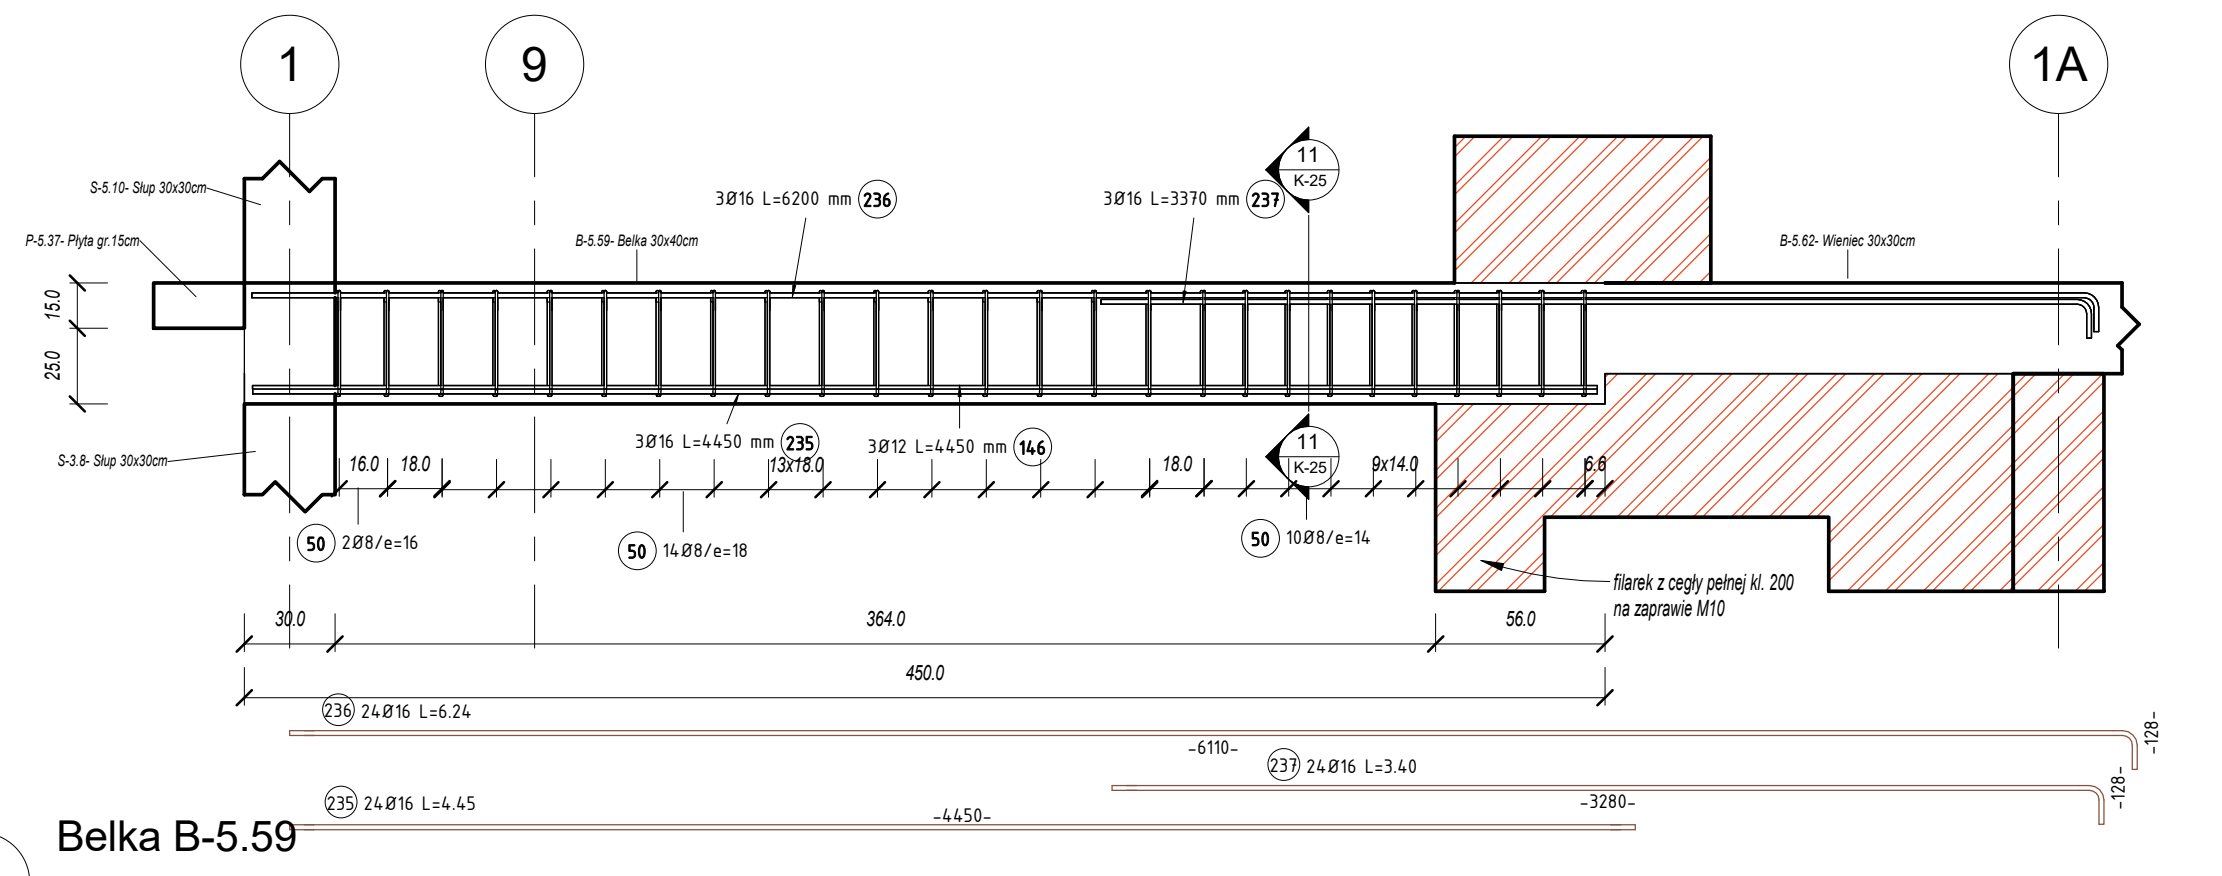 1
9
1A
11
K-25
S-5.10- Słup 30x30cm
3Ø16 L=6200 mm 236
3Ø16 L=3370 mm 237
P-5.37- Płyta gr.15cm
B-5.59- Belka 30x40cm
B-5.62- Wieniec 30x30cm
15.0
25.0
3Ø16 L=4450 mm 235
3Ø12 L=4450 mm 146
11
K-25
S-3.8- Słup 30x30cm
16.0
18.0
13x18.0
18.0
9x14.0
6.6
50 2Ø8/e=16
50 14Ø8/e=18
50 10Ø8/e=14
filarek z cegły pełnej kl. 200
na zaprawie M10
30.0
364.0
56.0
450.0
236 24Ø16 L=6.24
-6110-
-128-
237 24Ø16 L=3.40
-3280-
-128-
235 24Ø16 L=4.45
-4450-
Belka B-5.59